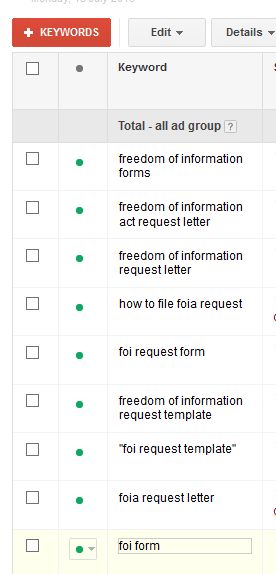 Monday, 13 July 2015
+ KEYWORDS Edit Details
Keyword
Total - all ad group ?
freedom of information
forms
freedom of information
act request letter
freedom of information
request letter
how to file foia request
foi request form
freedom of information
request template
"foi request template"
foia request letter
foi form